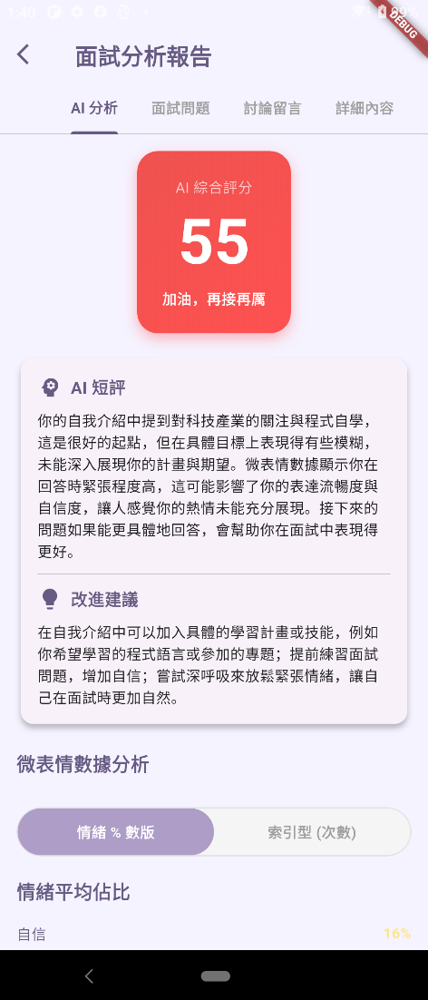 1:40
DEBUG
面試分析報告
AI 分析
面試問題
討論留言
詳細內容
AI 綜合評分
55
加油，再接再厲
AI 短評
你的自我介紹中提到對科技產業的關注與程式自學，
這是很好的起點，但在具體目標上表現得有些模糊，
未能深入展現你的計畫與期望。微表情數據顯示你在
回答時緊張程度高，這可能影響了你的表達流暢度與
自信度，讓人感覺你的熱情未能充分展現。接下來的
問題如果能更具體地回答，會幫助你在面試中表現得
更好。
改進建議
在自我介紹中可以加入具體的學習計畫或技能，例如
你希望學習的程式語言或參加的專題；提前練習面試
問題，增加自信；嘗試深呼吸來放鬆緊張情緒，讓自
己在面試時更加自然。
微表情數據分析
情緒 % 數版
索引型 (次數)
情緒平均佔比
自信
16%